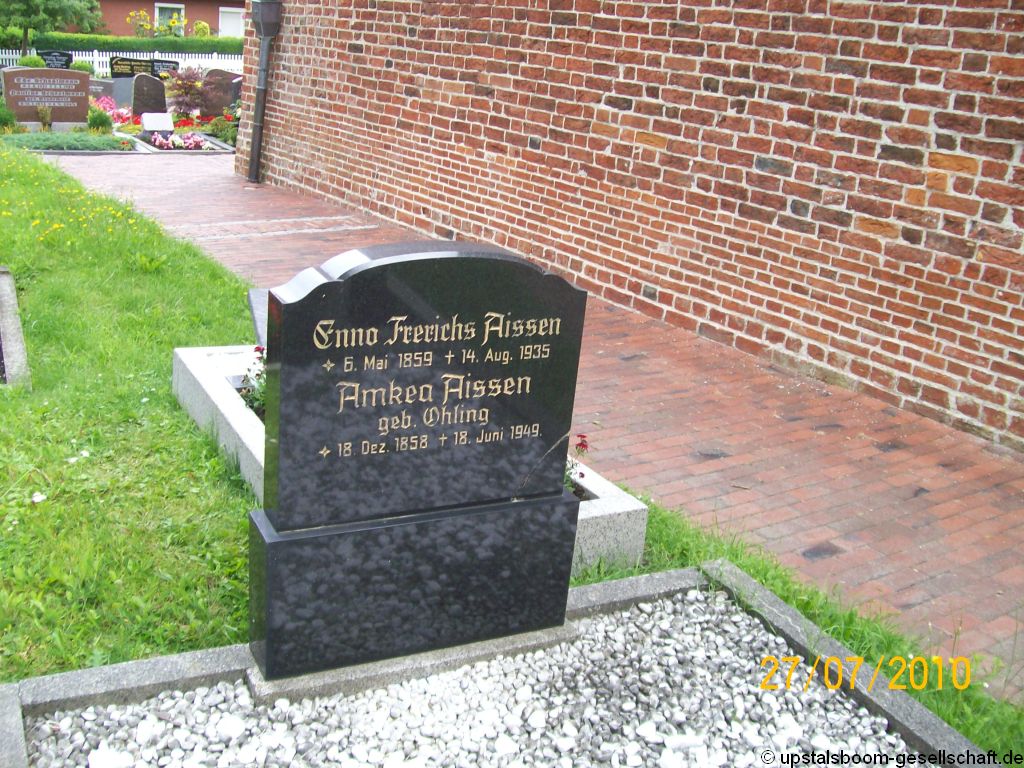 Enno Frerichs Aissen
✧ 6. Mai 1859 ✝ 14. Aug. 1935
Amkea Aissen
geb. Ohling
✧ 18. Dez. 1858 ✝ 18. Juni 1949.
27/07/2010
© upstalsboom-gesellschaft.de